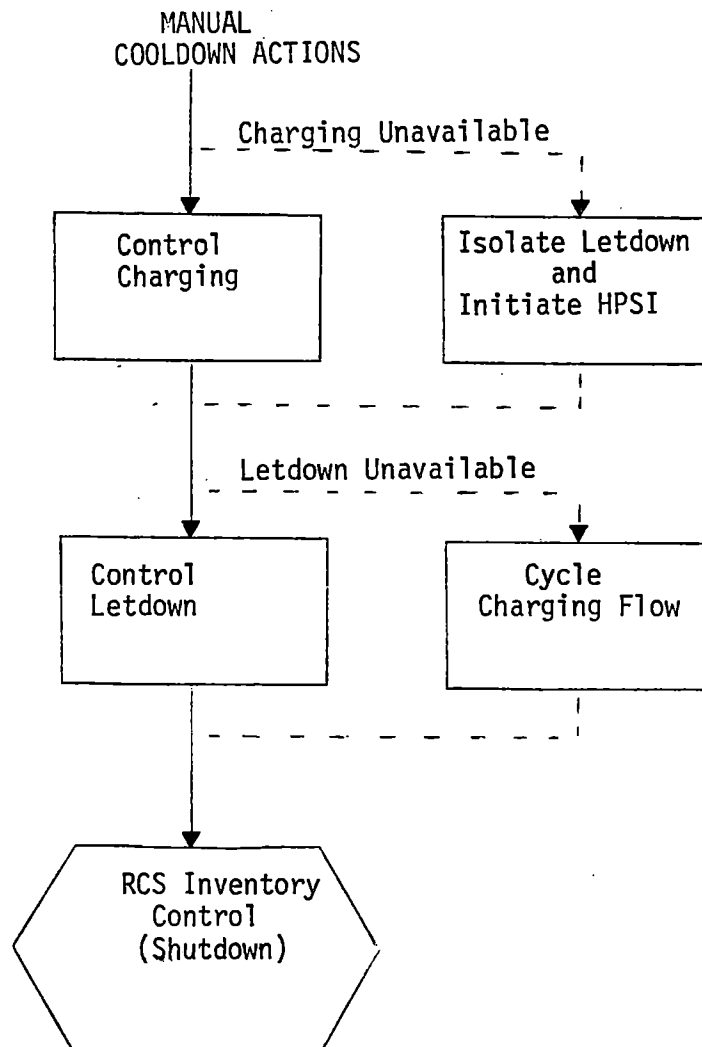 MANUAL
COOLDOWN ACTIONS
Charging Unavailable
Control
Charging
Isolate Letdown
and
Initiate HPSI
Letdown Unavailable
Control
Letdown
Cycle
Charging Flow
RCS Inventory
Control
(Shutdown)